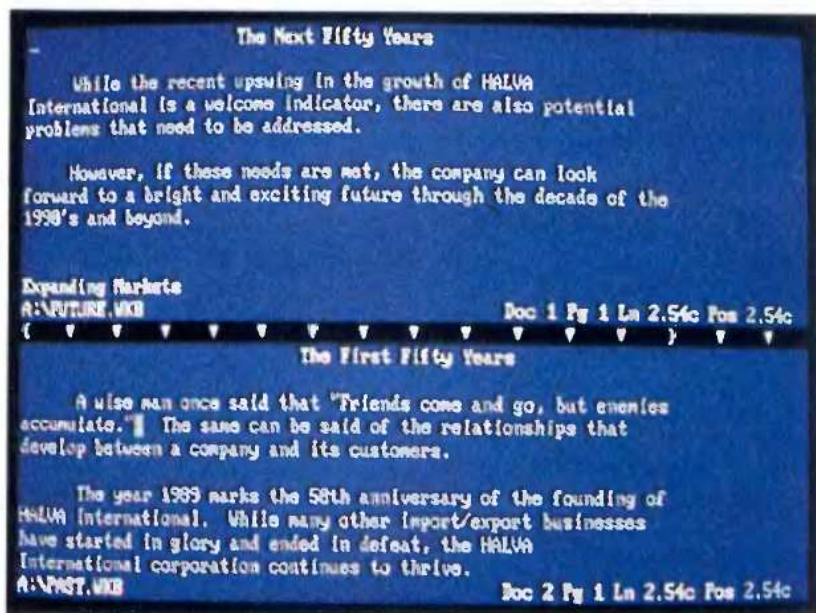 The Next Fifty Years
While the recent upswing in the growth of HALVA
International is a welcome indicator, there are also potential
problems that need to be addressed.
However, if these needs are met, the company can look
forward to a bright and exciting future through the decade of the
1990's and beyond.
Expanding Markets
A:\FUTURE.WKB Doc 1 Pg 1 Ln 2.54c Pos 2.54c
The First Fifty Years
A wise man once said that "Friends come and go, but enemies
accumulate." The same can be said of the relationships that
develop between a company and its customers.
The year 1989 marks the 50th anniversary of the founding of
HALVA International. While many other import/export businesses
have started in glory and ended in defeat, the HALVA
International corporation continues to thrive.
A:\PAST.WKB Doc 2 Pg 1 Ln 2.54c Pos 2.54c